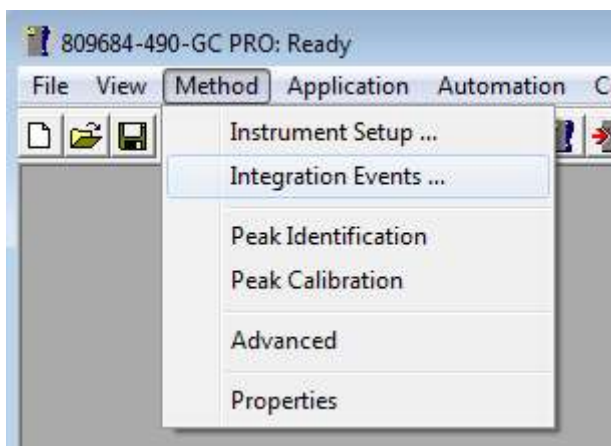 809684-490-GC PRO: Ready
File View Method Application Automation C
Instrument Setup ...
Integration Events ...
Peak Identification
Peak Calibration
Advanced
Properties